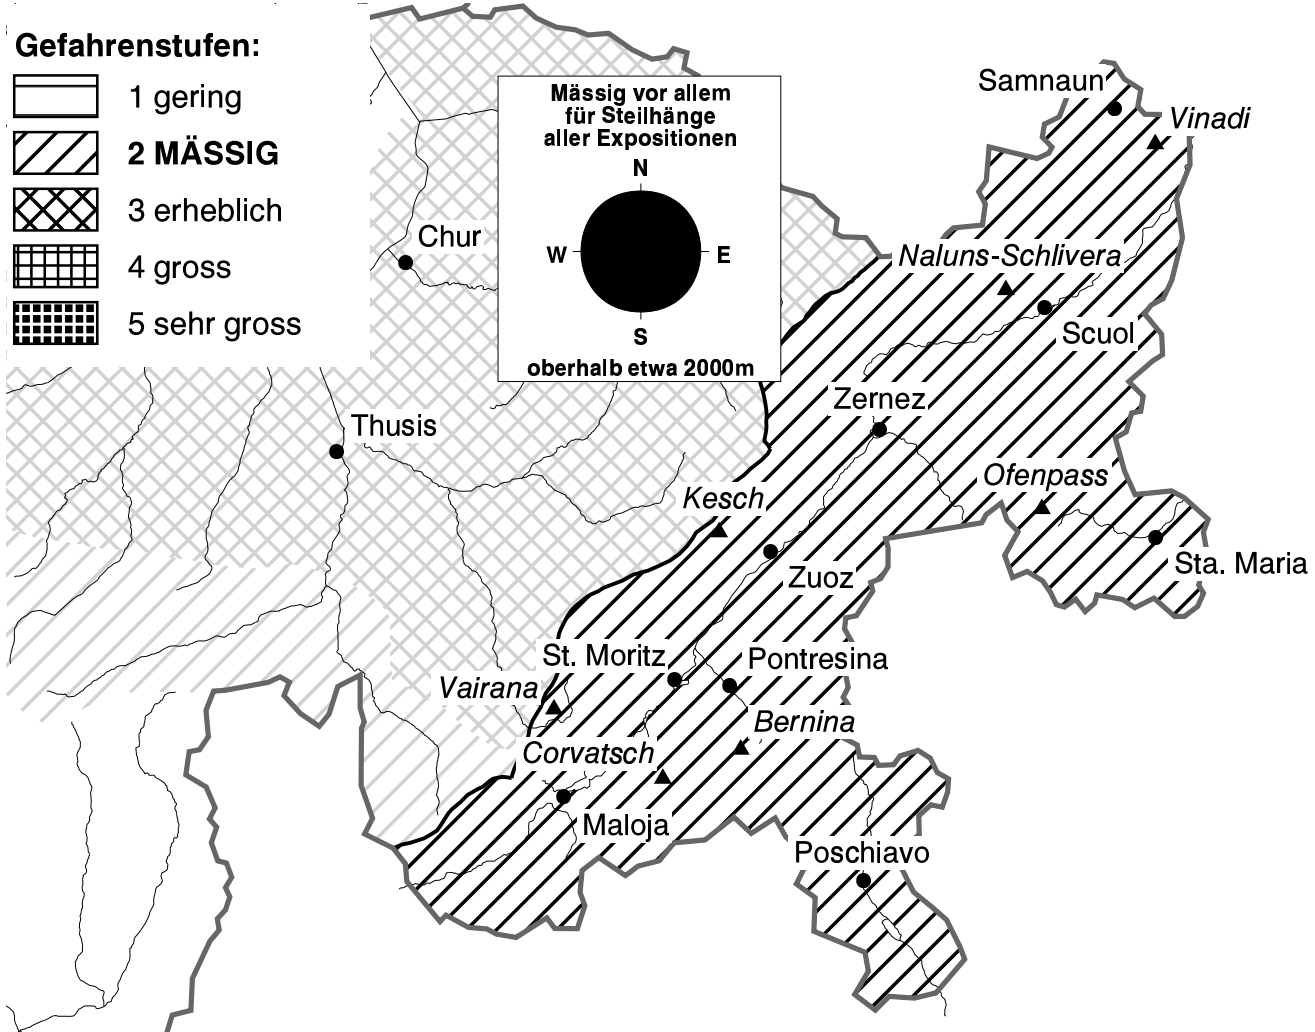 Gefahrenstufen:
1 gering
2 MÄSSIG
3 erheblich
4 gross
5 sehr gross
Mässig vor allem
für Steilhänge
aller Expositionen
N
W
E
S
oberhalb etwa 2000m
Samnaun
Vinadi
Chur
Naluns-Schlivera
Scuol
Zernez
Thusis
Ofenpass
Kesch
Sta. Maria
Zuoz
St. Moritz
Pontresina
Vairana
Bernina
Corvatsch
Maloja
Poschiavo